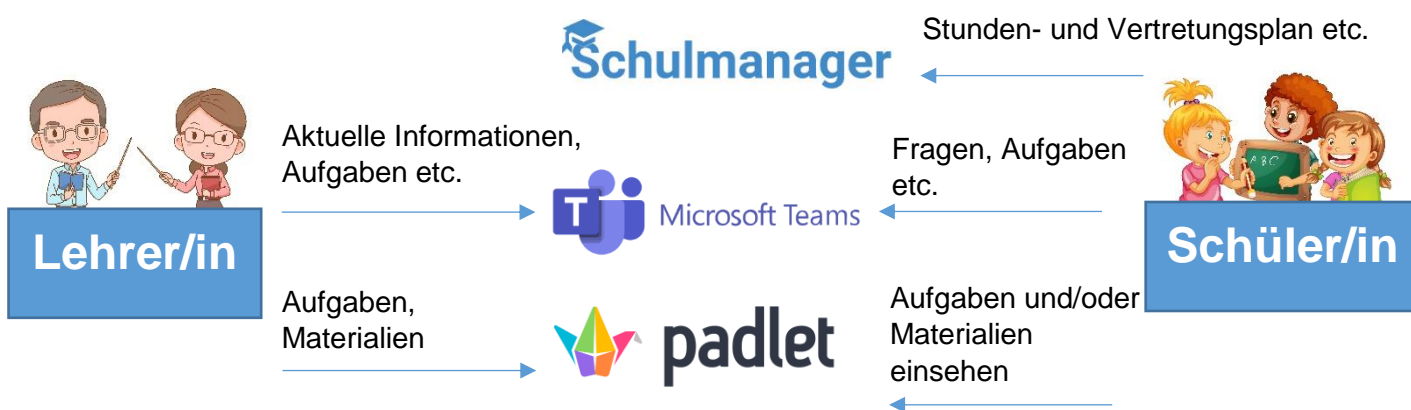 Stunden- und Vertretungsplan etc.
Schulmanager
Aktuelle Informationen,
Aufgaben etc.
Fragen, Aufgaben
etc.
ABC
T
Microsoft Teams
Lehrer/in
Schüler/in
Aufgaben,
Materialien
padlet
Aufgaben und/oder
Materialien
einsehen